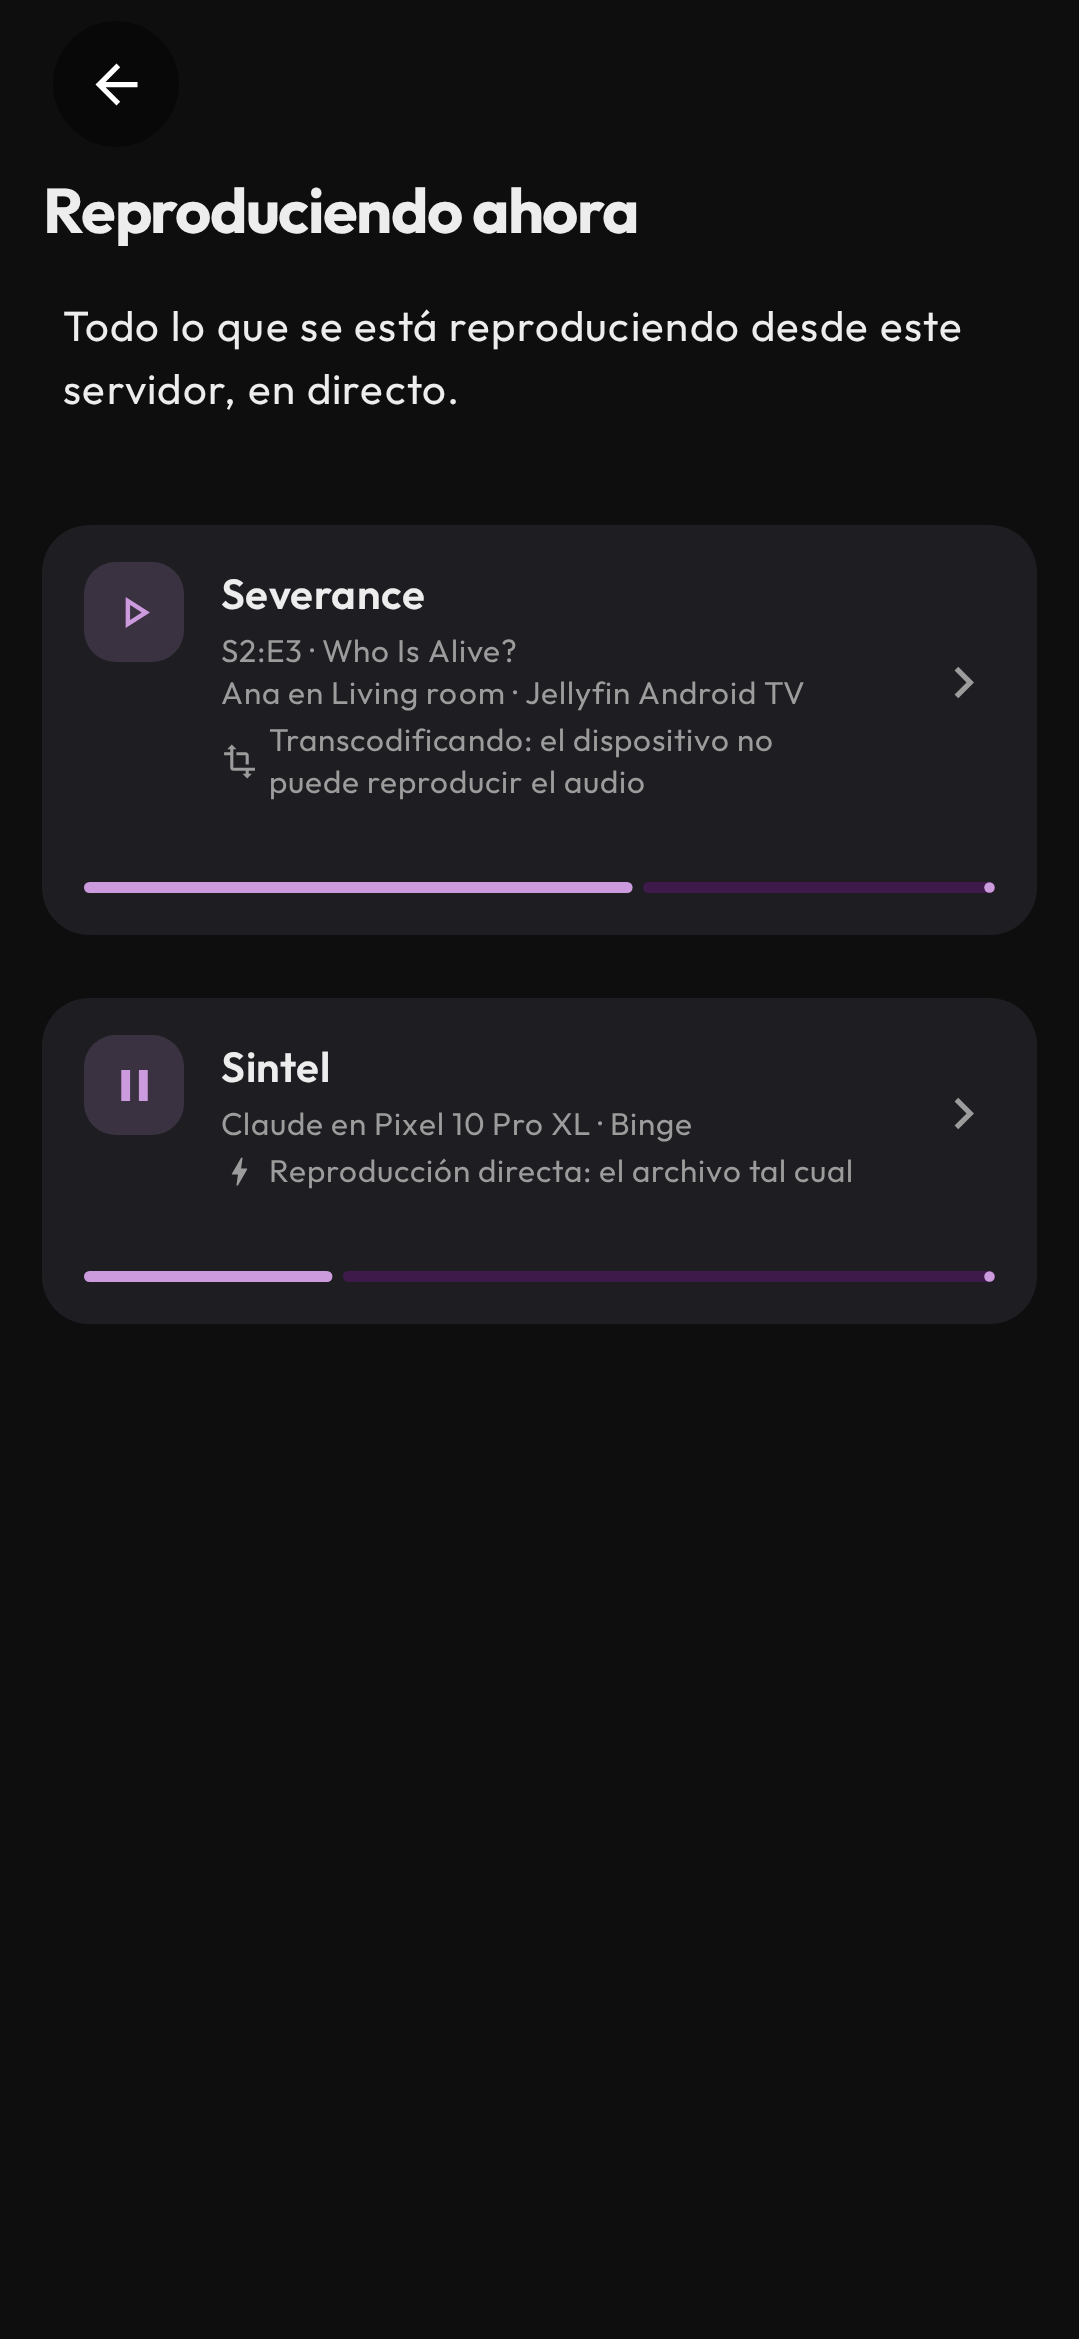 Reproduciendo ahora
Todo lo que se está reproduciendo desde este
servidor, en directo.
Severance
S2:E3 · Who Is Alive?
Ana en Living room · Jellyfin Android TV
Transcodificando: el dispositivo no
puede reproducir el audio
Sintel
Claude en Pixel 10 Pro XL · Binge
Reproducción directa: el archivo tal cual